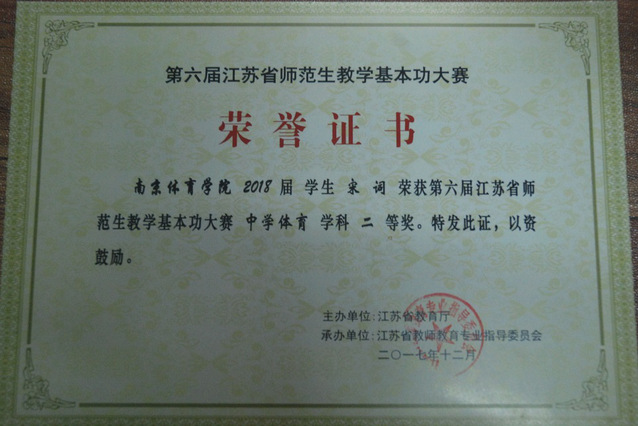 第六届江苏省师范生教学基本功大赛
荣誉证书
南京体育学院 2018 届 学生 宋 词 荣获第六届江苏省师
范生教学基本功大赛 中学体育 学科 二 等奖。特发此证，以资
鼓励。
主办单位：江苏省教育厅
承办单位：江苏省教师教育专业指导委员会
二〇一七年十二月